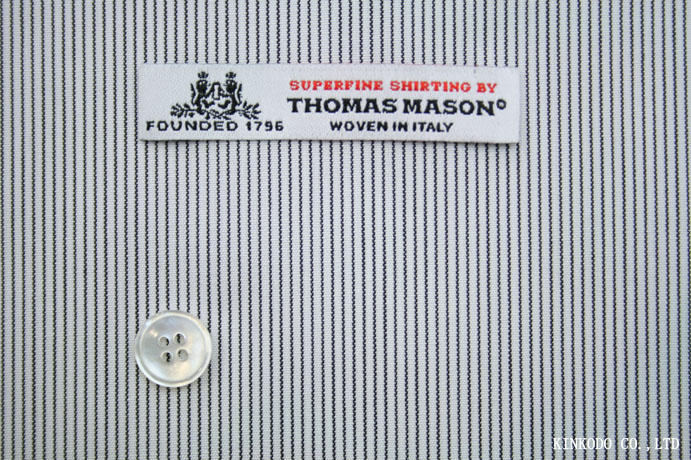 SUPERFINE SHIRTING BY
THOMAS MASON®
FOUNDED 1796
WOVEN IN ITALY
KINKODO CO.,LTD